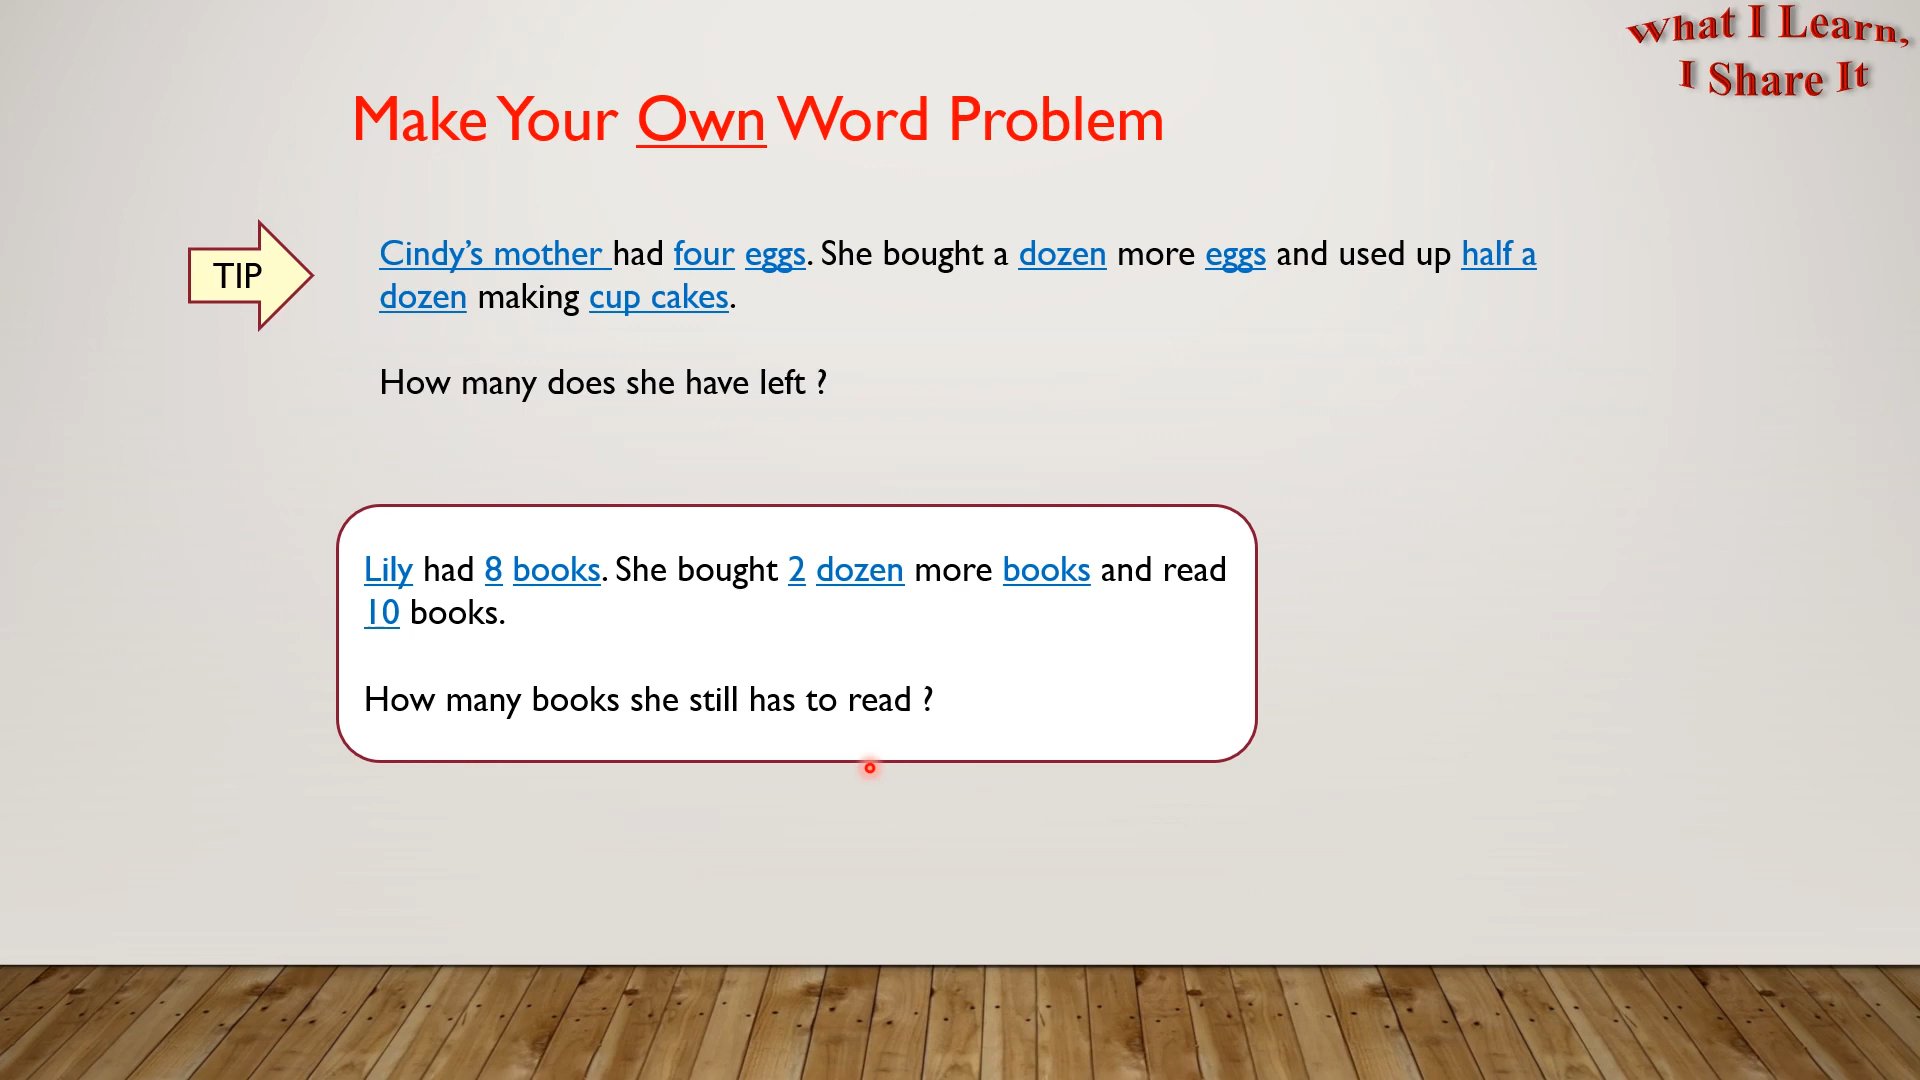 What I Learn,
I Share It
Make Your Own Word Problem
TIP
Cindy’s mother had four eggs. She bought a dozen more eggs and used up half a
dozen making cup cakes.
How many does she have left ?
Lily had 8 books. She bought 2 dozen more books and read
10 books.
How many books she still has to read ?